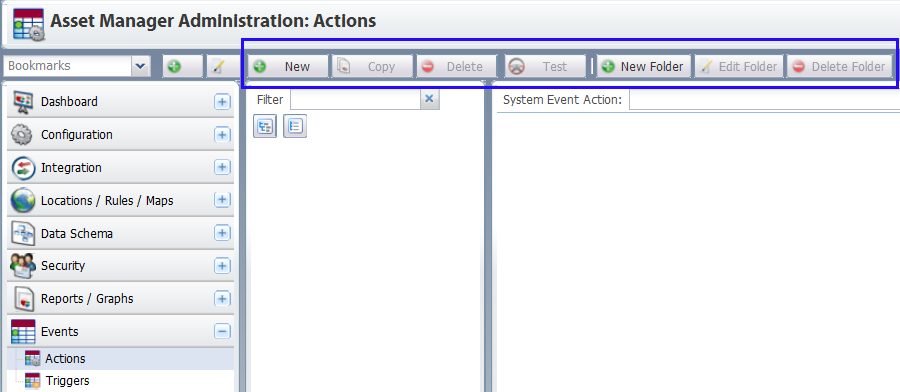 Asset Manager Administration: Actions
Bookmarks
New Copy Delete Test New Folder Edit Folder Delete Folder
Dashboard
Configuration
Integration
Locations / Rules / Maps
Data Schema
Security
Reports / Graphs
Events
Actions
Triggers
Filter
System Event Action: